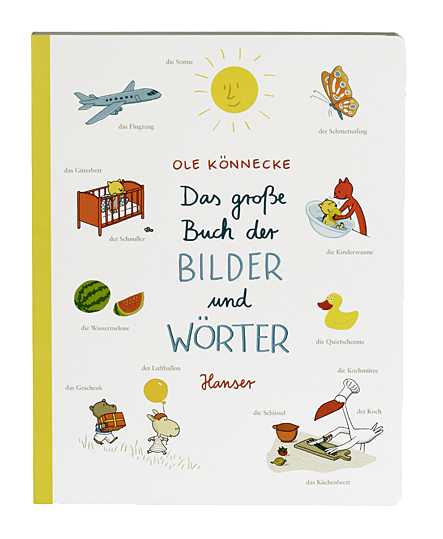 die Sonne
das Flugzeug
der Schmetterling
OLE KÖNNECKE
das Gitterbett
Das große
Buch der
der Schnuller
die Kinderwanne
BILDER
und
WÖRTER
die Wassermelone
die Quietscheente
der Luftballon
Hanser
die Kochmütze
das Geschenk
die Schüssel
der Koch
das Küchenbrett